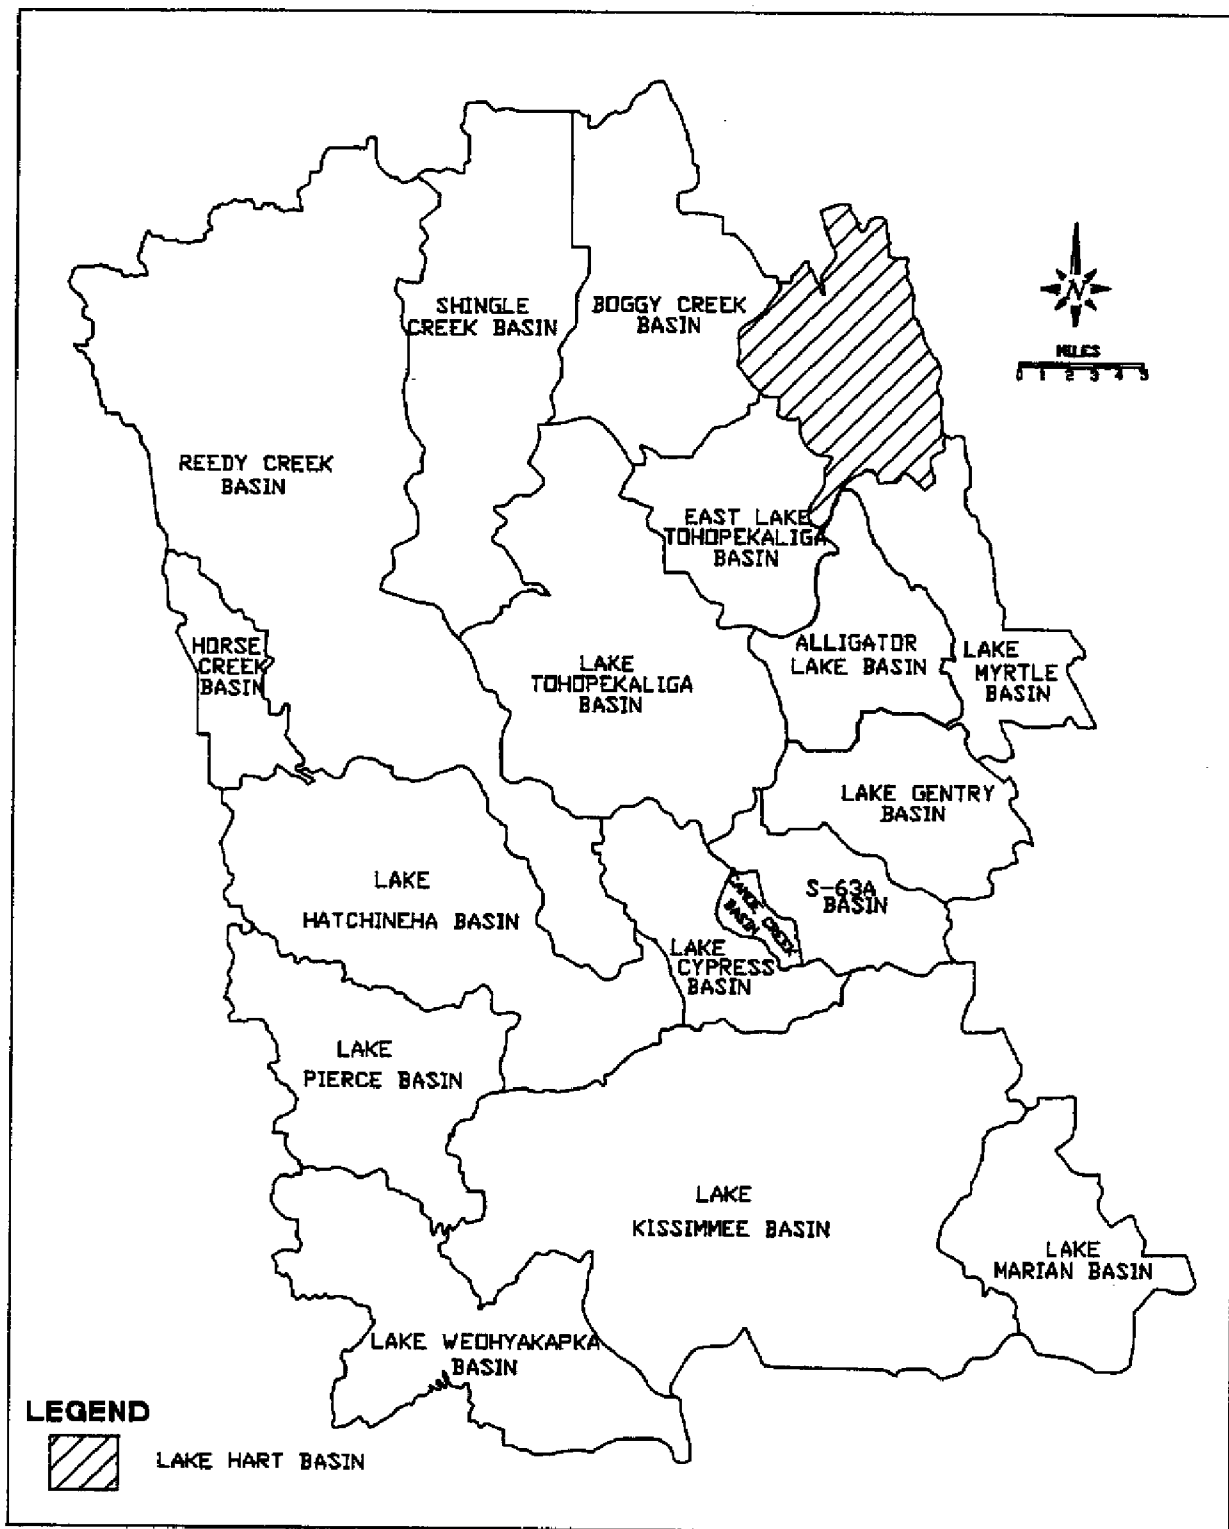 SHINGLE
CREEK BASIN
BOGGY CREEK
BASIN
N
MILES
0 1 2 3 4 5
REEDY CREEK
BASIN
EAST LAKE
TOHOPEKALIGA
BASIN
HORSE
CREEK
BASIN
LAKE
TOHOPEKALIGA
BASIN
ALLIGATOR
LAKE BASIN
LAKE
MYRTLE
BASIN
LAKE GENTRY
BASIN
LAKE
HATCHINEHA BASIN
S-63A
BASIN
CANOE CREEK
BASIN
LAKE
CYPRESS
BASIN
LAKE
PIERCE BASIN
LAKE
KISSIMMEE BASIN
LAKE
MARIAN BASIN
LAKE WEOHYAKAPKA
BASIN
LEGEND
LAKE HART BASIN